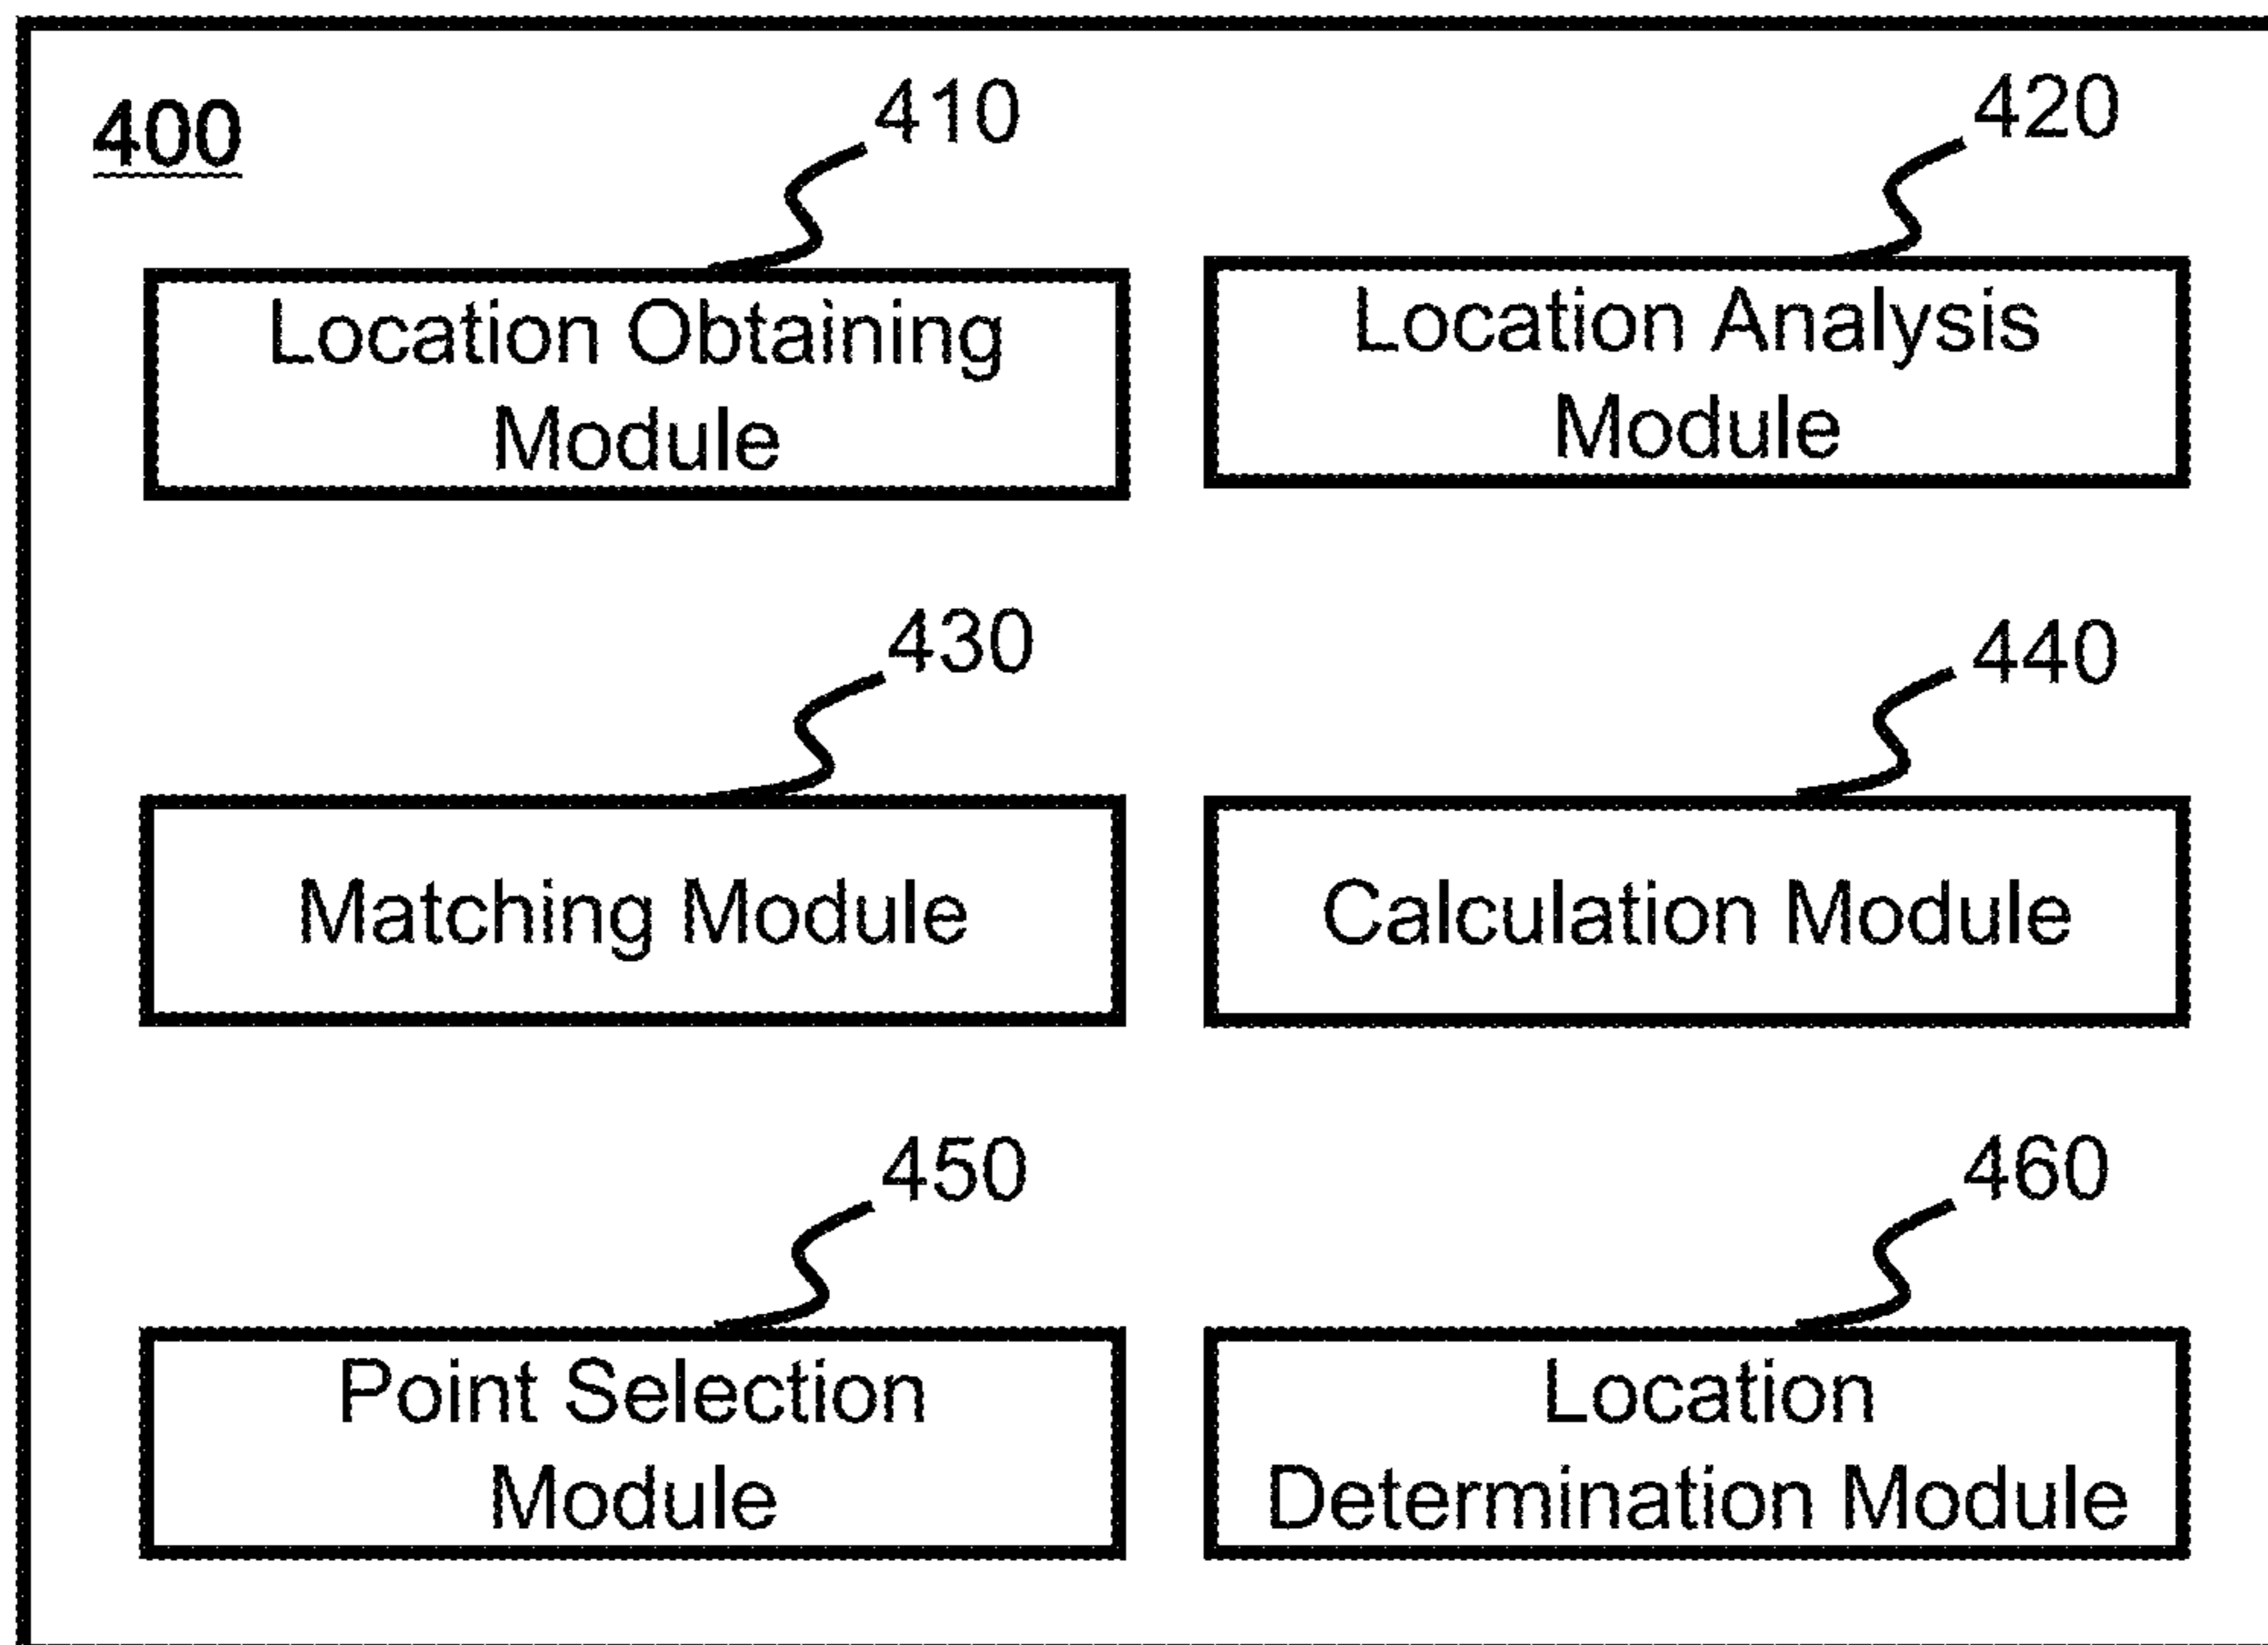 400
410
420
Location Obtaining
Module
Location Analysis
Module
430
440
Matching Module
Calculation Module
450
460
Point Selection
Module
Location
Determination Module